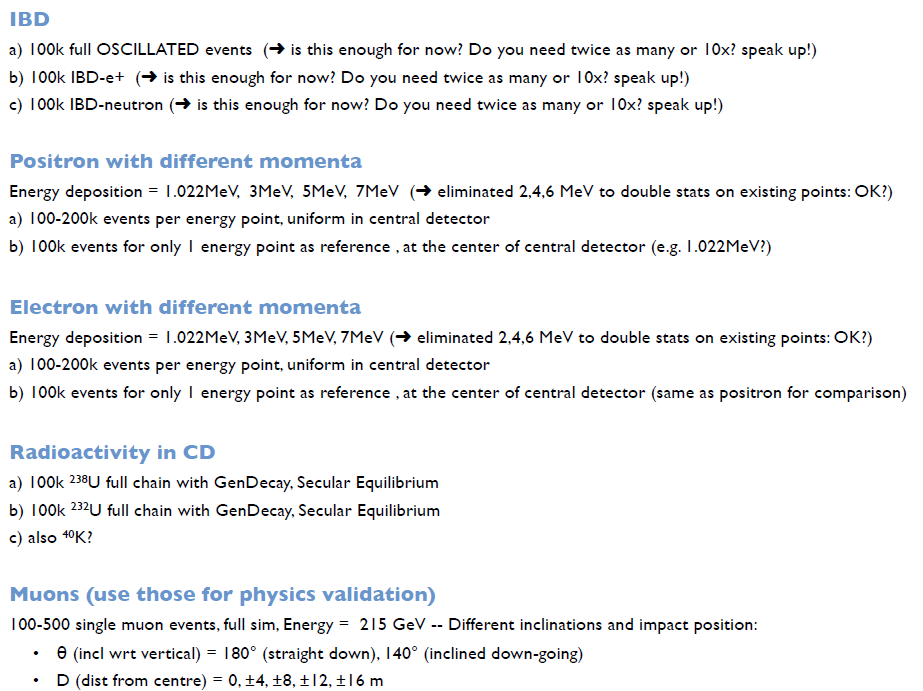 IBD
a) 100k full OSCILLATED events (➔ is this enough for now? Do you need twice as many or 10x? speak up!)
b) 100k IBD-e+ (➔ is this enough for now? Do you need twice as many or 10x? speak up!)
c) 100k IBD-neutron (➔ is this enough for now? Do you need twice as many or 10x? speak up!)
Positron with different momenta
Energy deposition = 1.022MeV, 3MeV, 5MeV, 7MeV (➔ eliminated 2,4,6 MeV to double stats on existing points: OK?)
a) 100-200k events per energy point, uniform in central detector
b) 100k events for only 1 energy point as reference , at the center of central detector (e.g. 1.022MeV?)
Electron with different momenta
Energy deposition = 1.022MeV, 3MeV, 5MeV, 7MeV (➔ eliminated 2,4,6 MeV to double stats on existing points: OK?)
a) 100-200k events per energy point, uniform in central detector
b) 100k events for only 1 energy point as reference , at the center of central detector (same as positron for comparison)
Radioactivity in CD
a) 100k ²³⁸U full chain with GenDecay, Secular Equilibrium
b) 100k ²³²U full chain with GenDecay, Secular Equilibrium
c) also ⁴⁰K?
Muons (use those for physics validation)
100-500 single muon events, full sim, Energy = 215 GeV -- Different inclinations and impact position:
• θ (incl wrt vertical) = 180° (straight down), 140° (inclined down-going)
• D (dist from centre) = 0, ±4, ±8, ±12, ±16 m